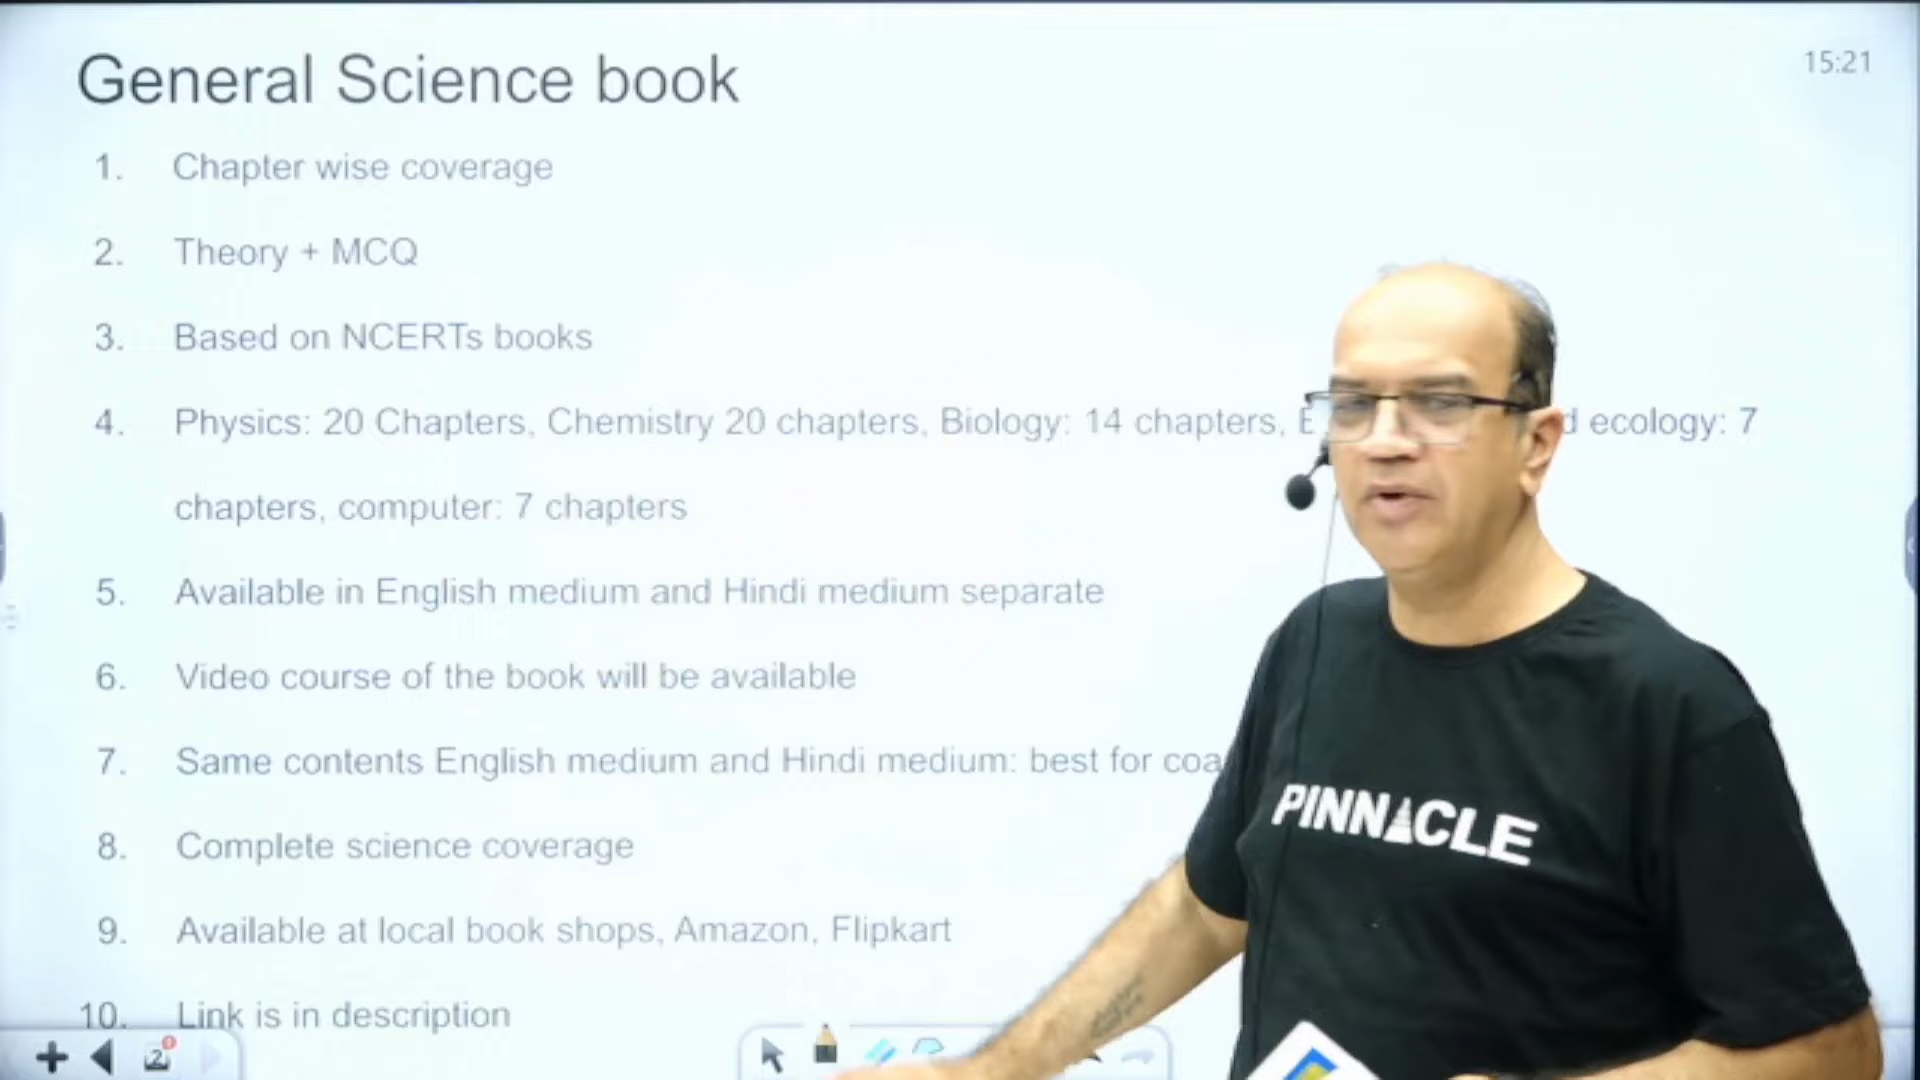 General Science book
15:21
1. Chapter wise coverage
2. Theory + MCQ
3. Based on NCERTs books
4. Physics: 20 Chapters, Chemistry 20 chapters, Biology: 14 chapters, ecology: 7
chapters, computer: 7 chapters
5. Available in English medium and Hindi medium separate
6. Video course of the book will be available
7. Same contents English medium and Hindi medium: best for
8. Complete science coverage
9. Available at local book shops, Amazon, Flipkart
10. Link is in description
PINNACLE
2